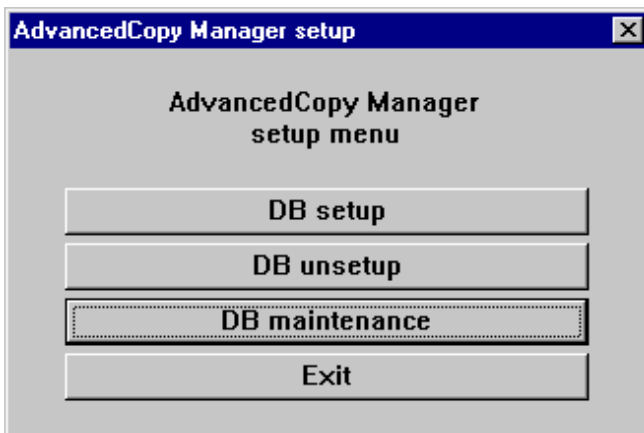 AdvancedCopy Manager setup
AdvancedCopy Manager
setup menu
DB setup
DB unsetup
DB maintenance
Exit